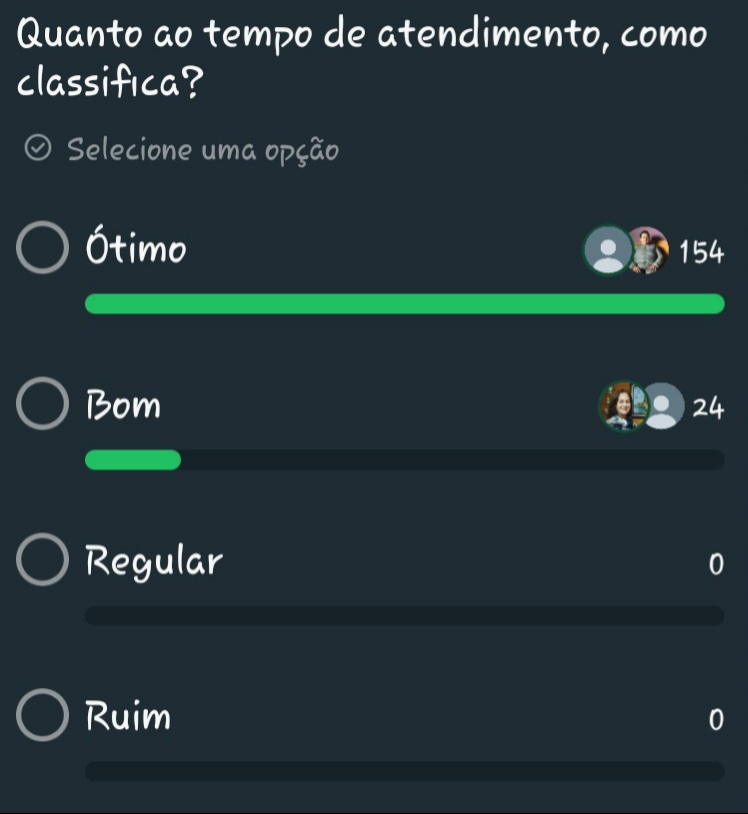 Quanto ao tempo de atendimento, como
classifica?
Selecione uma opção
Ótimo 154
Bom 24
Regular 0
Ruim 0